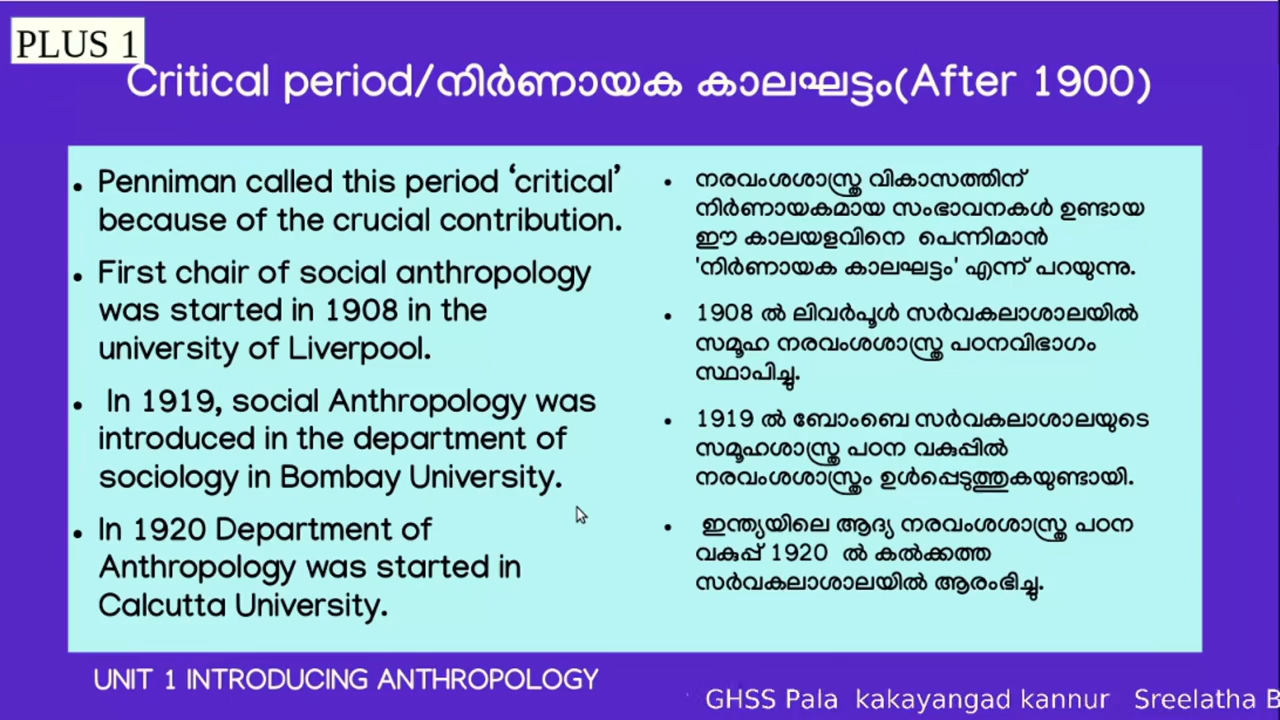 PLUS 1
Critical period/നിർണായക കാലഘട്ടം(After 1900)
• Penniman called this period ‘critical’
because of the crucial contribution.
• First chair of social anthropology
was started in 1908 in the
university of Liverpool.
• In 1919, social Anthropology was
introduced in the department of
sociology in Bombay University.
• In 1920 Department of
Anthropology was started in
Calcutta University.
• നരവംശശാസ്ത്ര വികാസത്തിന്
നിർണായകമായ സംഭാവനകൾ ഉണ്ടായ
ഈ കാലയളവിനെ പെന്നിമാൻ
'നിർണായക കാലഘട്ടം' എന്ന് പറയുന്നു.
• 1908 ൽ ലിവർപൂൾ സർവകലാശാലയിൽ
സമൂഹ നരവംശശാസ്ത്ര പഠനവിഭാഗം
സ്ഥാപിച്ചു.
• 1919 ൽ ബോംബെ സർവകലാശാലയുടെ
സമൂഹശാസ്ത്ര പഠന വകുപ്പിൽ
നരവംശശാസ്ത്രം ഉൾപ്പെടുത്തുകയുണ്ടായി.
• ഇന്ത്യയിലെ ആദ്യ നരവംശശാസ്ത്ര പഠന
വകുപ്പ് 1920 ൽ കൽക്കത്ത
സർവകലാശാലയിൽ ആരംഭിച്ചു.
UNIT 1 INTRODUCING ANTHROPOLOGY
GHSS Pala kakayangad kannur Sreelatha B